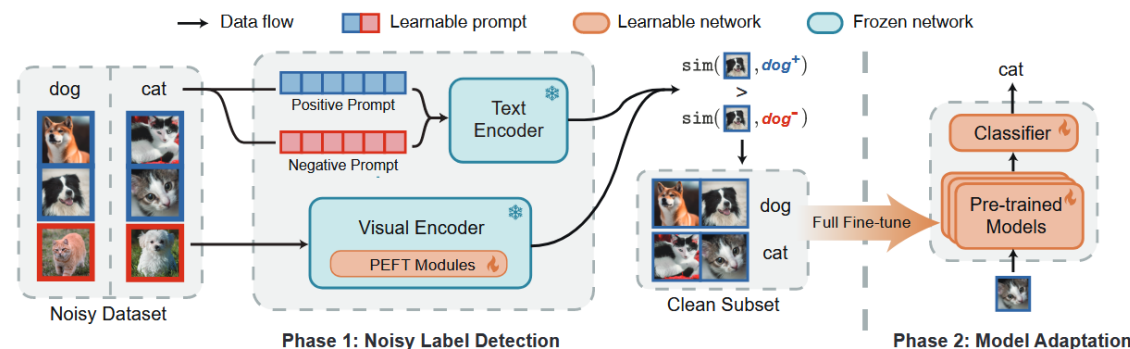 Data flow
Learnable prompt
Learnable network
Frozen network
dog
cat
Noisy Dataset
Positive Prompt
Negative Prompt
Text
Encoder
Visual Encoder
PEFT Modules
Phase 1: Noisy Label Detection
sim( , dog+)
>
sim( , dog-)
dog
cat
Clean Subset
Full Fine-tune
cat
Classifier
Pre-trained
Models
Phase 2: Model Adaptation